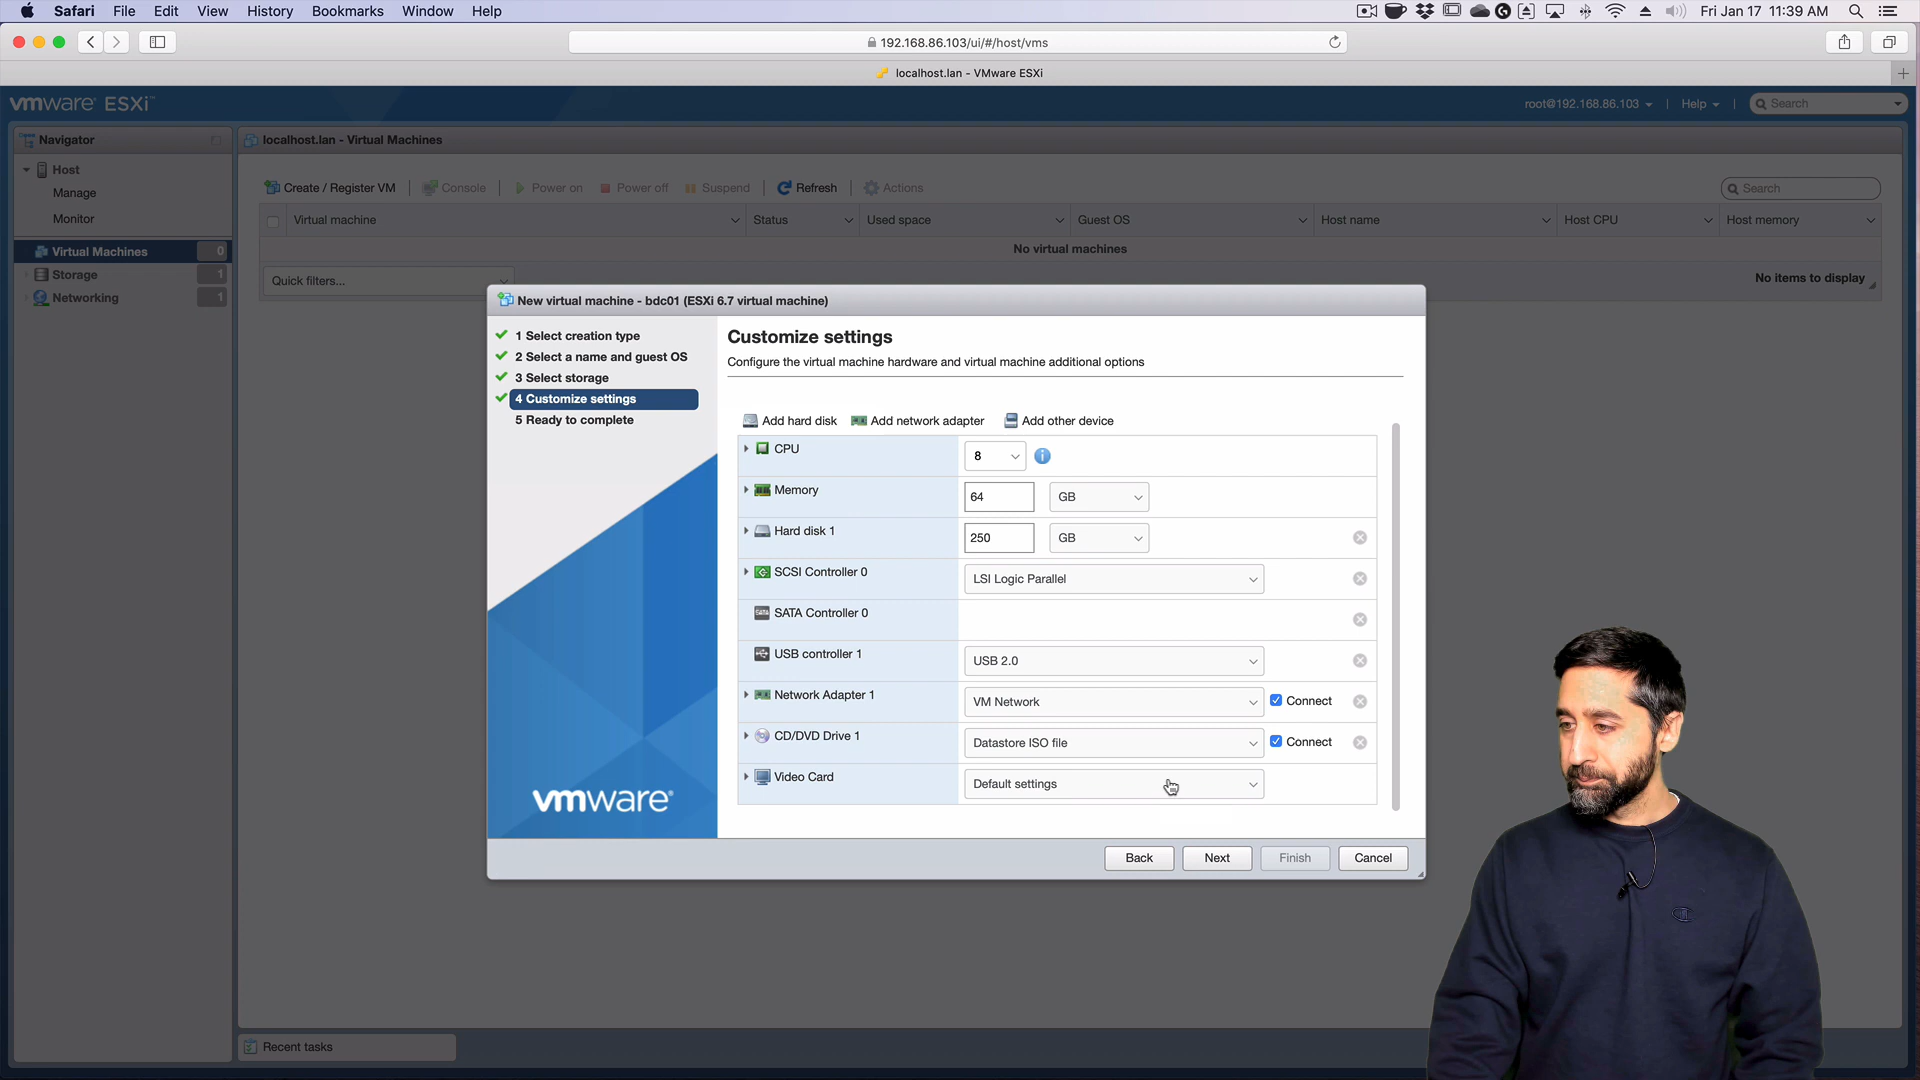 Safari File Edit View History Bookmarks Window Help Fri Jan 17 11:39 AM
192.168.86.103/ui/#/host/vms
localhost.lan - VMware ESXi
vmware ESXi
root@192.168.86.103 | Help | Search
Navigator
localhost.lan - Virtual Machines
Host
Manage
Monitor
Virtual Machines 0
Storage 1
Networking 1
Create / Register VM | Console | Power on Power off Suspend | Refresh | Actions Search
Virtual machine Status Used space Guest OS Host name Host CPU Host memory
No virtual machines
Quick filters... No items to display
New virtual machine - bdc01 (ESXi 6.7 virtual machine)
1 Select creation type
2 Select a name and guest OS
3 Select storage
4 Customize settings
5 Ready to complete
vmware
Customize settings
Configure the virtual machine hardware and virtual machine additional options
Add hard disk Add network adapter Add other device
CPU 8
Memory 64 GB
Hard disk 1 250 GB
SCSI Controller 0 LSI Logic Parallel
SATA Controller 0
USB controller 1 USB 2.0
Network Adapter 1 VM Network Connect
CD/DVD Drive 1 Datastore ISO file Connect
Video Card Default settings
Back Next Finish Cancel
Recent tasks